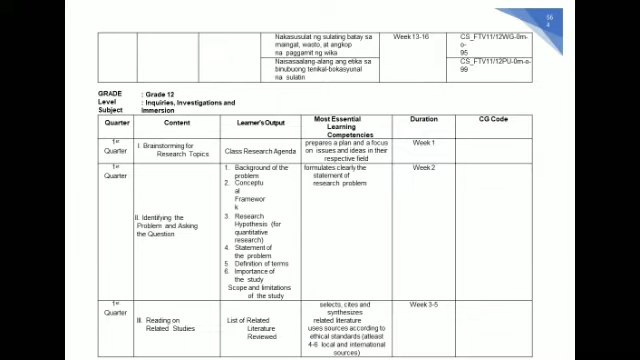 56
4
Nakasusulat ng sulating batay sa
maingat, wasto, at angkop
na paggamit ng wika
Week 13-16
CS_FTV11/12WG-0m-
o-
95
Naisasaalang-alang ang etika sa
binubuong tenikal-bokasyunal
na sulatin
CS_FTV11/12PU-0m-o-
99
GRADE : Grade 12
Level : Inquiries, Investigations and
Subject Immersion
Quarter
Content
Learner's Output
Most Essential
Learning
Competencies
Duration
CG Code
1st
Quarter
I. Brainstorming for
Research Topics
Class Research Agenda
prepares a plan and a focus
on issues and ideas in their
respective field
Week 1
1st
Quarter
II. Identifying the
Problem and Asking
the Question
1. Background of the
problem
2. Conceptu
al
Framewor
k
3. Research
Hypothesis (for
quantitative
research)
4. Statement of
the problem
5. Definition of terms
6. Importance of
the study
Scope and limitations
of the study
formulates clearly the
statement of
research problem
Week 2
1st
Quarter
III. Reading on
Related Studies
List of Related
Literature
Reviewed
selects, cites and
synthesizes
related literature
uses sources according to
ethical standards (atleast
4-6 local and international
sources)
Week 3-5